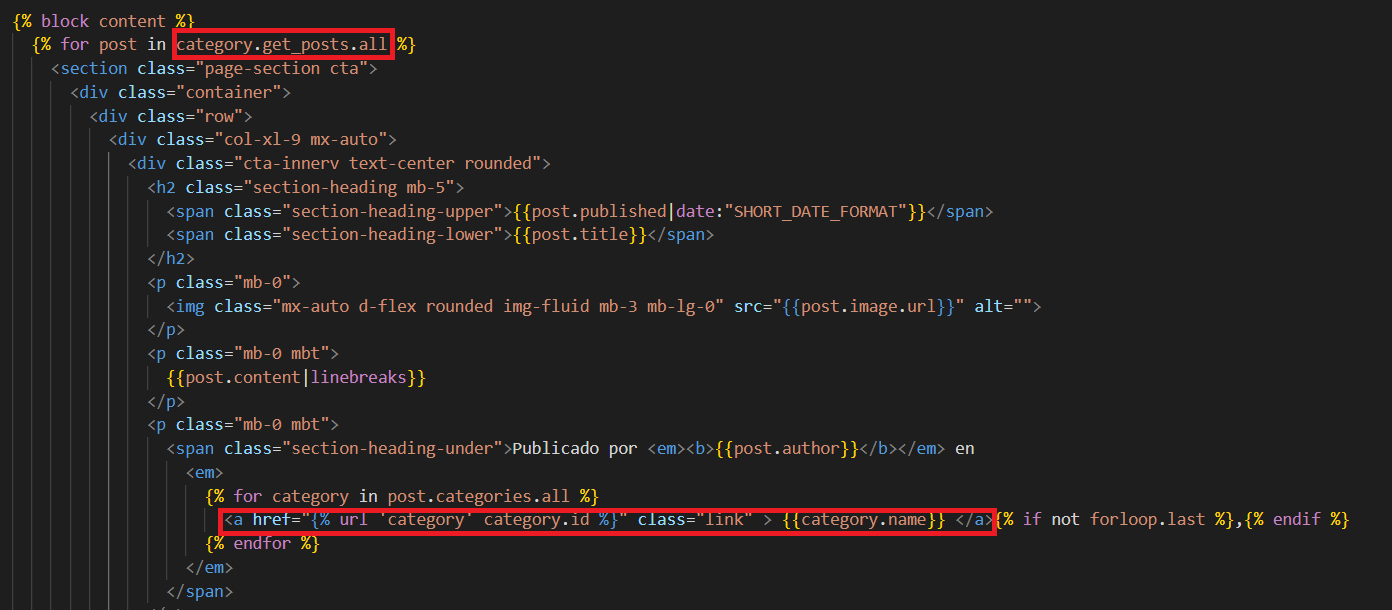 {% block content %}
{% for post in category.get_posts.all %}
<section class="page-section cta">
<div class="container">
<div class="row">
<div class="col-xl-9 mx-auto">
<div class="cta-innerv text-center rounded">
<h2 class="section-heading mb-5">
<span class="section-heading-upper">{{post.published|date:"SHORT_DATE_FORMAT"}}</span>
<span class="section-heading-lower">{{post.title}}</span>
</h2>
<p class="mb-0">
<img class="mx-auto d-flex rounded img-fluid mb-3 mb-lg-0" src="{{post.image.url}}" alt="">
</p>
<p class="mb-0 mbt">
{{post.content|linebreaks}}
</p>
<p class="mb-0 mbt">
<span class="section-heading-under">Publicado por <em><b>{{post.author}}</b></em> en
<em>
{% for category in post.categories.all %}
<a href="{% url 'category' category.id %}" class="link" > {{category.name}} </a>{% if not forloop.last %},{% endif %}
{% endfor %}
</em>
</span>